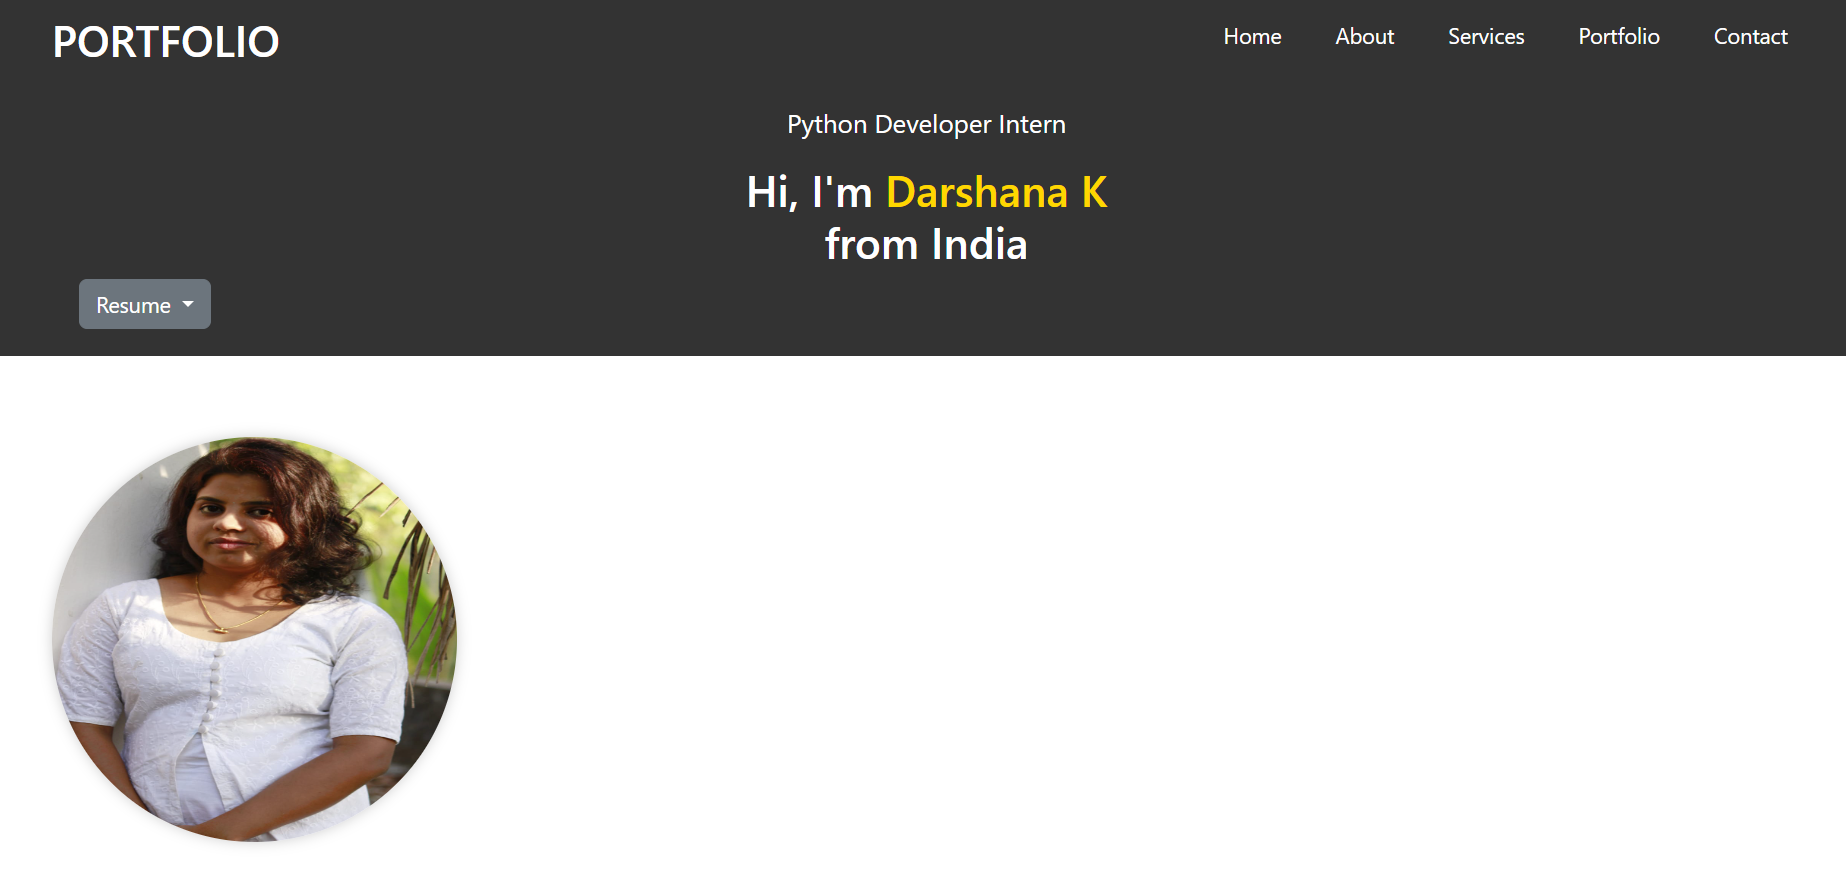 PORTFOLIO
Home About Services Portfolio Contact
Python Developer Intern
Hi, I'm Darshana K
from India
Resume